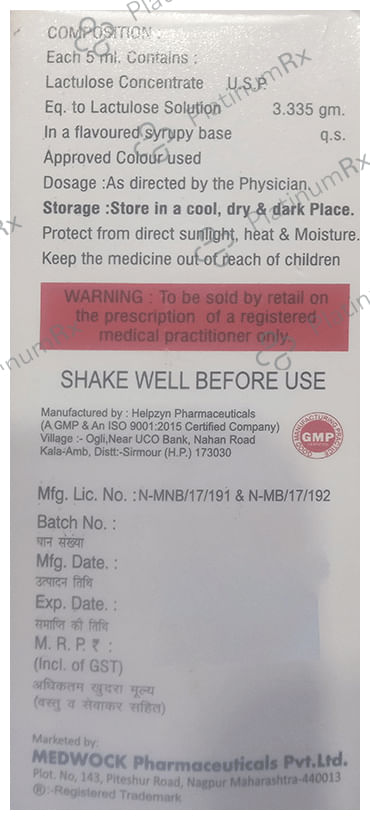 COMPOSITION :
Each 5 ml. Contains :
Lactulose Concentrate U.S.P.
Eq. to Lactulose Solution 3.335 gm.
In a flavoured syrupy base q.s.
Approved Colour used
Dosage :As directed by the Physician.
Storage :Store in a cool, dry & dark Place.
Protect from direct sunlight, heat & Moisture.
Keep the medicine out of reach of children
WARNING : To be sold by retail on
the prescription of a registered
medical practitioner only.
SHAKE WELL BEFORE USE
Manufactured by : Helpzyn Pharmaceuticals
(A GMP & An ISO 9001:2015 Certified Company)
Village :- Ogli,Near UCO Bank, Nahan Road
Kala-Amb, Distt:-Sirmour (H.P.) 173030
GMP
Mfg. Lic. No. : N-MNB/17/191 & N-MB/17/192
Batch No. :
घान संख्या
Mfg. Date. :
उत्पादन तिथि
Exp. Date. :
समाप्ति की तिथि
M. R. P. ₹ :
(Incl. of GST)
अधिकतम खुदरा मूल्य
(वस्तु व सेवाकर सहित)
Marketed by:
MEDWOCK Pharmaceuticals Pvt.Ltd.
Plot. No, 143, Piteshur Road, Nagpur Maharashtra-440013
®:-Registered Trademark
PlatinumRx
PlatinumRx
PlatinumRx